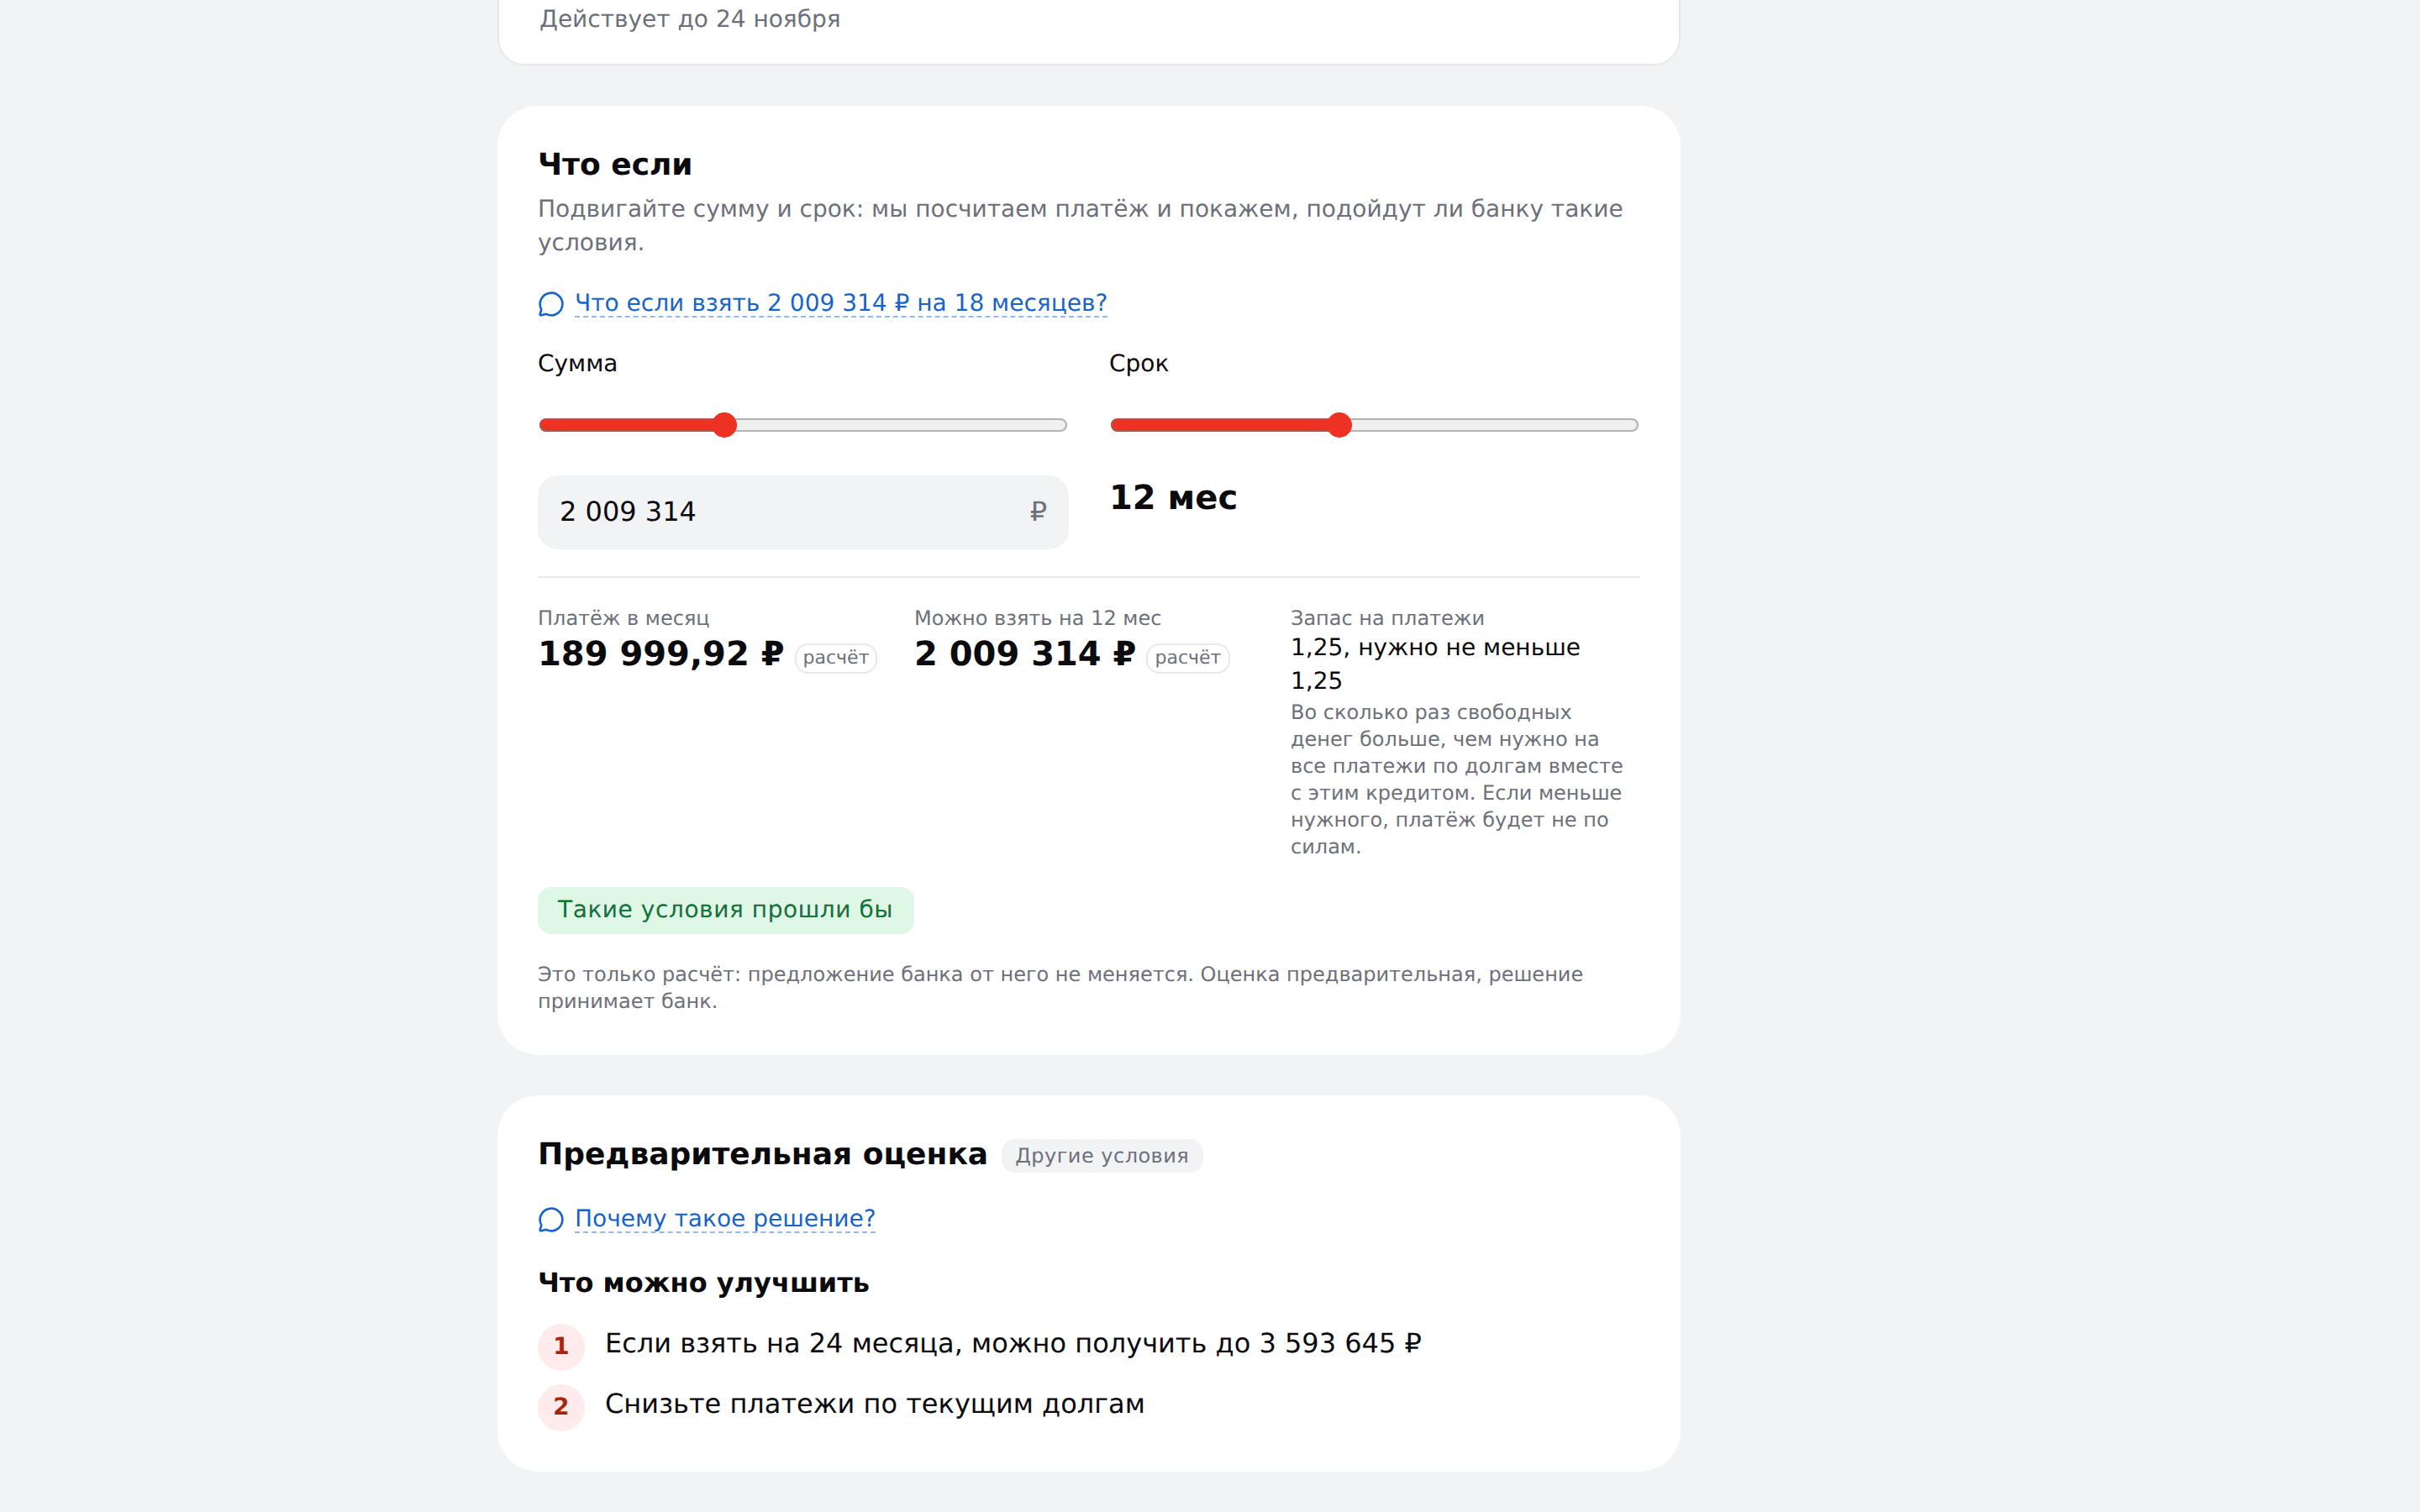 Действует до 24 ноября
Что если
Подвигайте сумму и срок: мы посчитаем платёж и покажем, подойдут ли банку такие
условия.
Что если взять 2 009 314 ₽ на 18 месяцев?
Сумма
Срок
2 009 314 ₽
12 мес
Платёж в месяц
189 999,92 ₽ расчёт
Можно взять на 12 мес
2 009 314 ₽ расчёт
Запас на платежи
1,25, нужно не меньше
1,25
Во сколько раз свободных
денег больше, чем нужно на
все платежи по долгам вместе
с этим кредитом. Если меньше
нужного, платёж будет не по
силам.
Такие условия прошли бы
Это только расчёт: предложение банка от него не меняется. Оценка предварительная, решение
принимает банк.
Предварительная оценка Другие условия
Почему такое решение?
Что можно улучшить
1 Если взять на 24 месяца, можно получить до 3 593 645 ₽
2 Снизьте платежи по текущим долгам